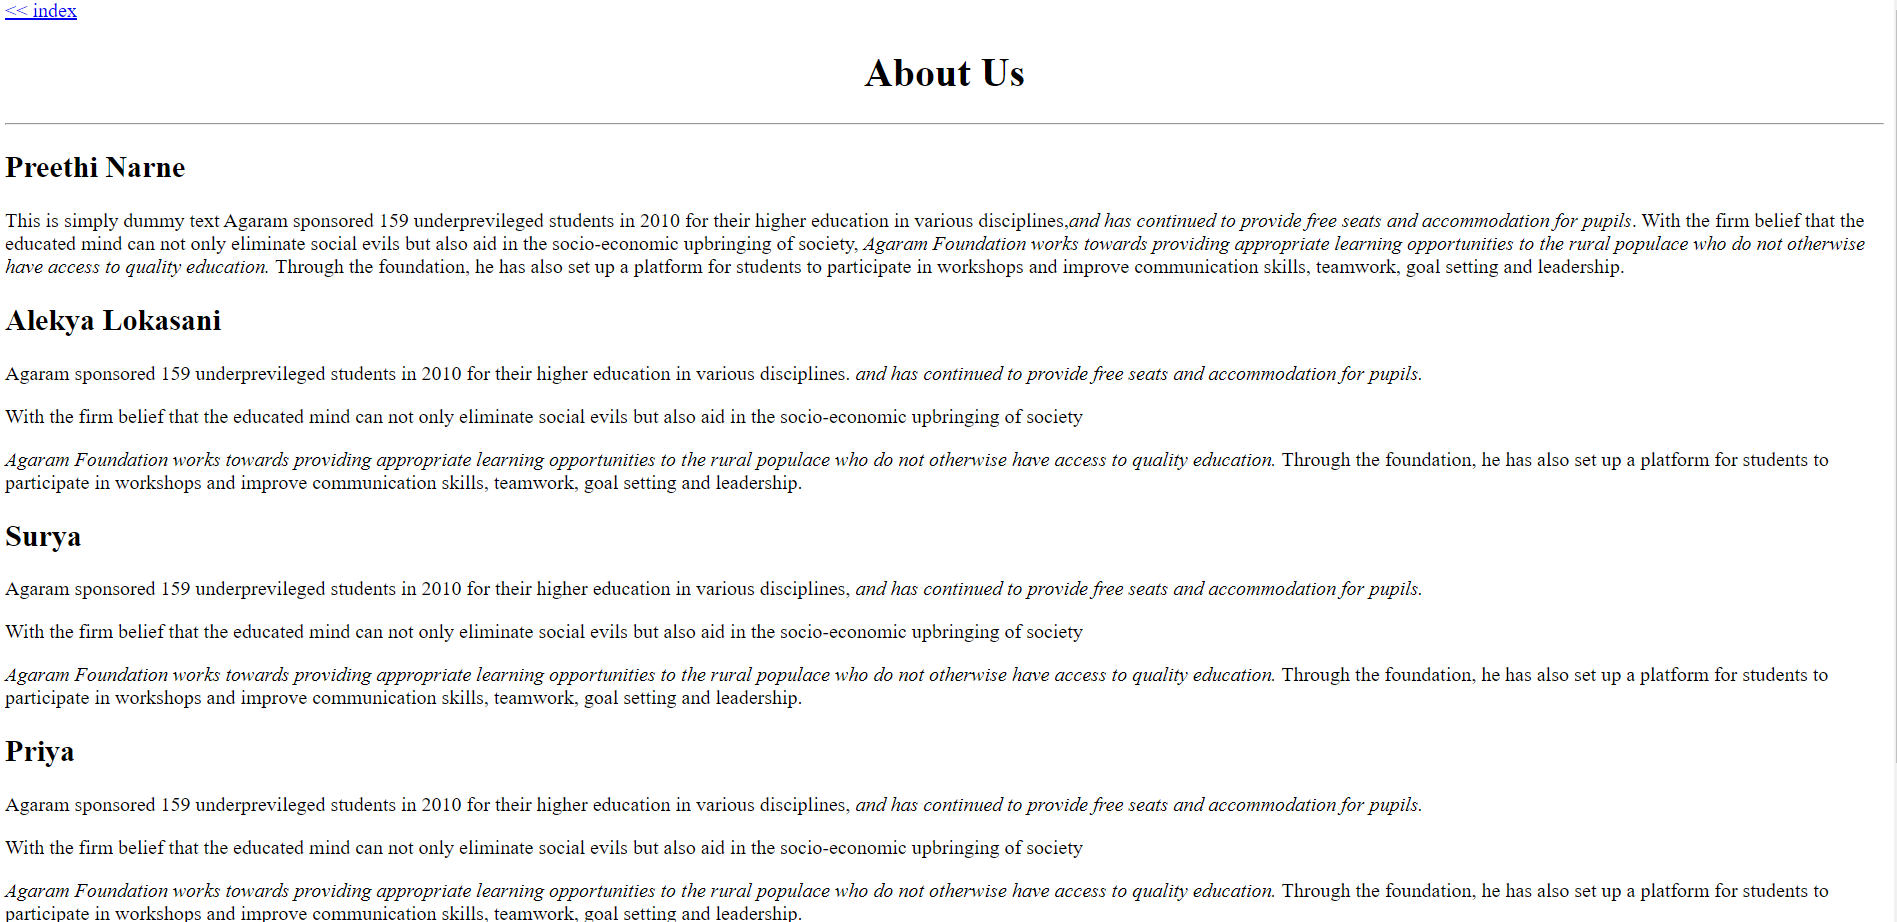 << index
About Us
Preethi Narne
This is simply dummy text Agaram sponsored 159 underprevileged students in 2010 for their higher education in various disciplines,and has continued to provide free seats and accommodation for pupils. With the firm belief that the
educated mind can not only eliminate social evils but also aid in the socio-economic upbringing of society, Agaram Foundation works towards providing appropriate learning opportunities to the rural populace who do not otherwise
have access to quality education. Through the foundation, he has also set up a platform for students to participate in workshops and improve communication skills, teamwork, goal setting and leadership.
Alekya Lokasani
Agaram sponsored 159 underprevileged students in 2010 for their higher education in various disciplines. and has continued to provide free seats and accommodation for pupils.
With the firm belief that the educated mind can not only eliminate social evils but also aid in the socio-economic upbringing of society
Agaram Foundation works towards providing appropriate learning opportunities to the rural populace who do not otherwise have access to quality education. Through the foundation, he has also set up a platform for students to
participate in workshops and improve communication skills, teamwork, goal setting and leadership.
Surya
Agaram sponsored 159 underprevileged students in 2010 for their higher education in various disciplines, and has continued to provide free seats and accommodation for pupils.
With the firm belief that the educated mind can not only eliminate social evils but also aid in the socio-economic upbringing of society
Agaram Foundation works towards providing appropriate learning opportunities to the rural populace who do not otherwise have access to quality education. Through the foundation, he has also set up a platform for students to
participate in workshops and improve communication skills, teamwork, goal setting and leadership.
Priya
Agaram sponsored 159 underprevileged students in 2010 for their higher education in various disciplines, and has continued to provide free seats and accommodation for pupils.
With the firm belief that the educated mind can not only eliminate social evils but also aid in the socio-economic upbringing of society
Agaram Foundation works towards providing appropriate learning opportunities to the rural populace who do not otherwise have access to quality education. Through the foundation, he has also set up a platform for students to
participate in workshops and improve communication skills, teamwork, goal setting and leadership.